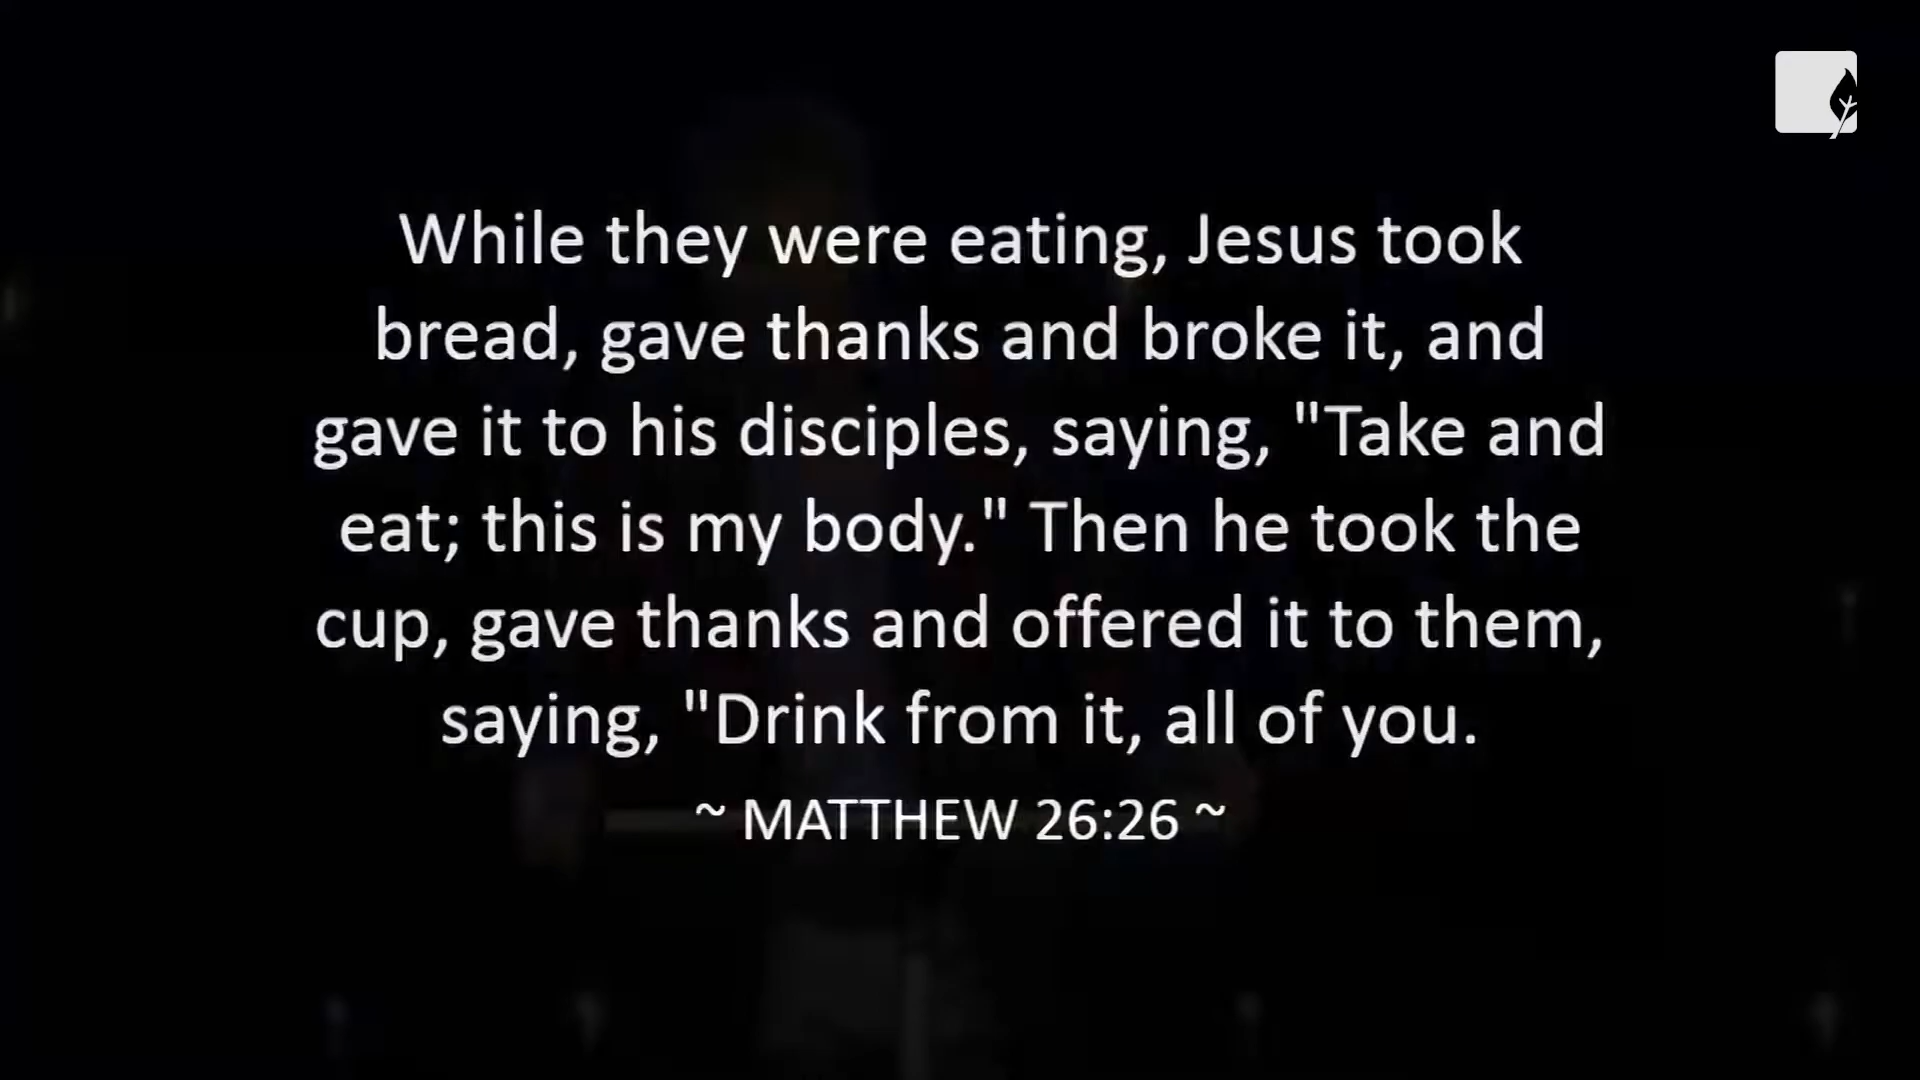 While they were eating, Jesus took
bread, gave thanks and broke it, and
gave it to his disciples, saying, "Take and
eat; this is my body." Then he took the
cup, gave thanks and offered it to them,
saying, "Drink from it, all of you.
~ MATTHEW 26:26 ~